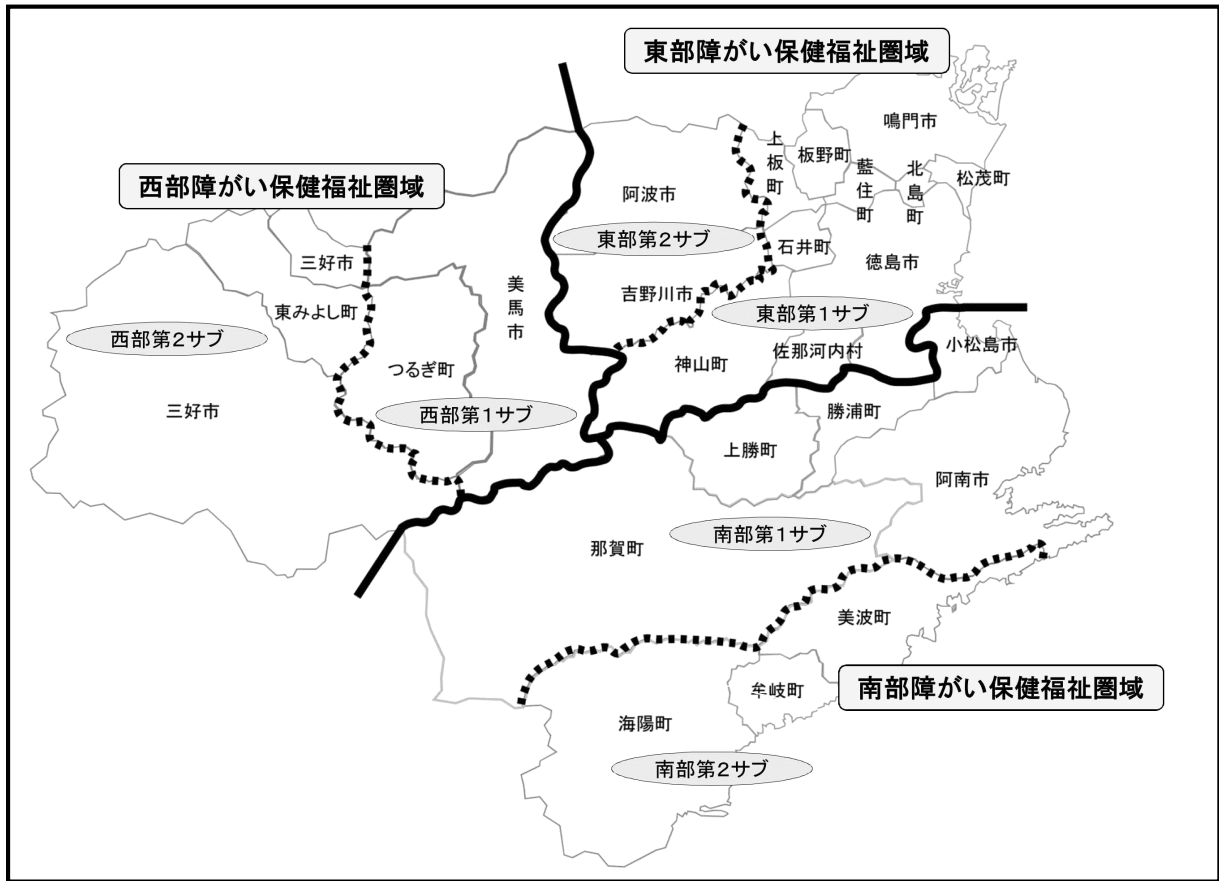 東部障がい保健福祉圏域
西部障がい保健福祉圏域
鳴門市
上板町
板野町
藍住町
北島町
松茂町
阿波市
東部第2サブ
石井町
徳島市
三好市
美馬市
吉野川市
東みよし町
東部第1サブ
西部第2サブ
つるぎ町
神山町
佐那河内村
小松島市
三好市
西部第1サブ
勝浦町
上勝町
阿南市
那賀町
南部第1サブ
美波町
牟岐町
南部障がい保健福祉圏域
海陽町
南部第2サブ